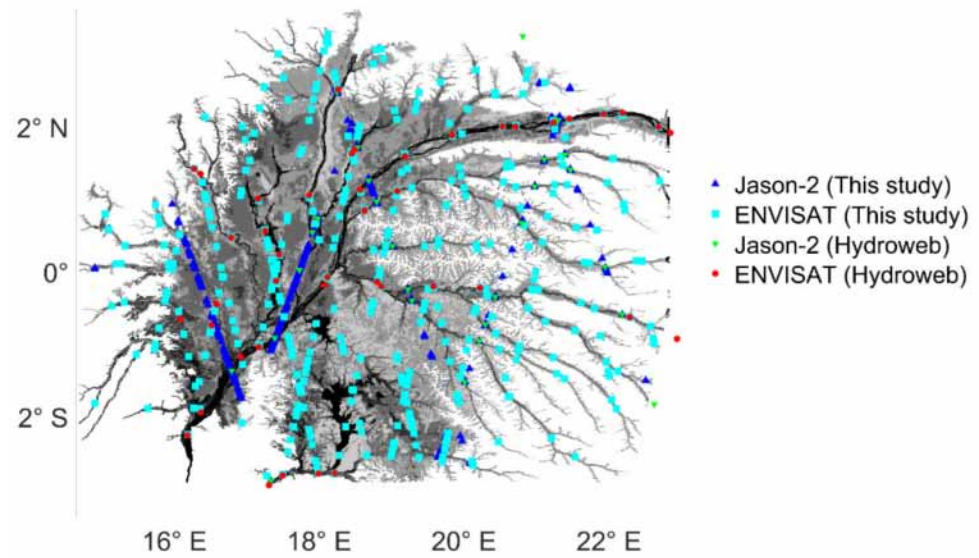 2° N
0°
2° S
16° E 18° E 20° E 22° E
Jason-2 (This study)
ENVISAT (This study)
Jason-2 (Hydroweb)
ENVISAT (Hydroweb)